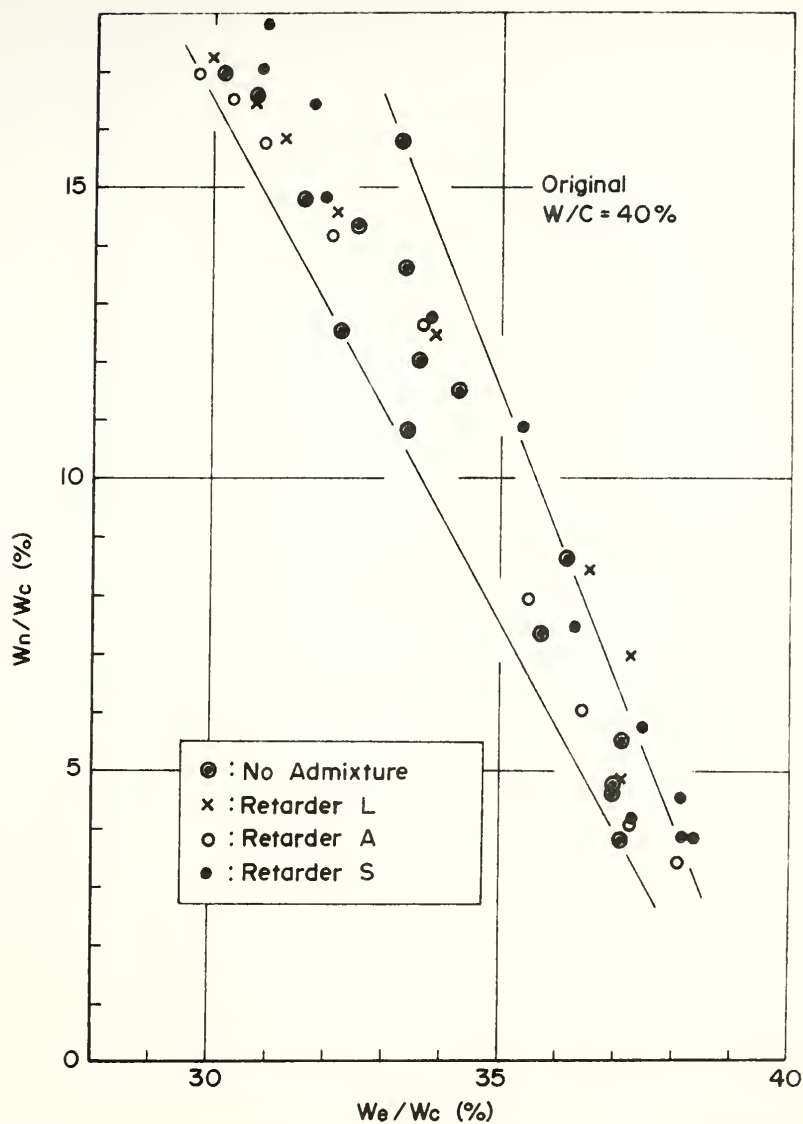 Original
W/C = 40%
15
10
5
0
Wn/Wc (%)
: No Admixture
× : Retarder L
: Retarder A
: Retarder S
30
35
40
We/Wc (%)